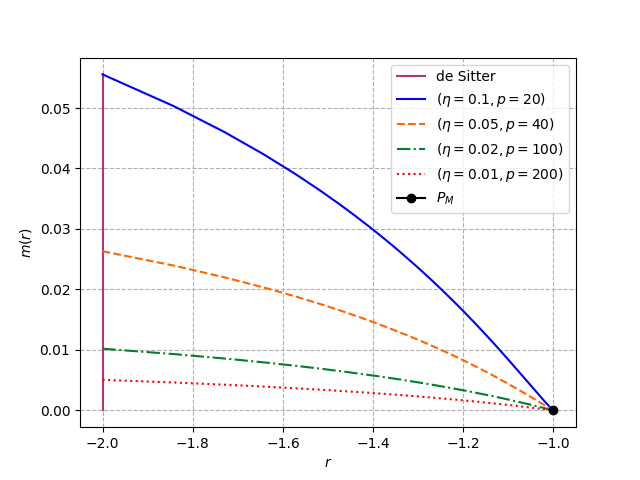 de Sitter
(η = 0.1, p = 20)
(η = 0.05, p = 40)
(η = 0.02, p = 100)
(η = 0.01, p = 200)
P_M
m(r)
0.05
0.04
0.03
0.02
0.01
0.00
−2.0 −1.8 −1.6 −1.4 −1.2 −1.0
r